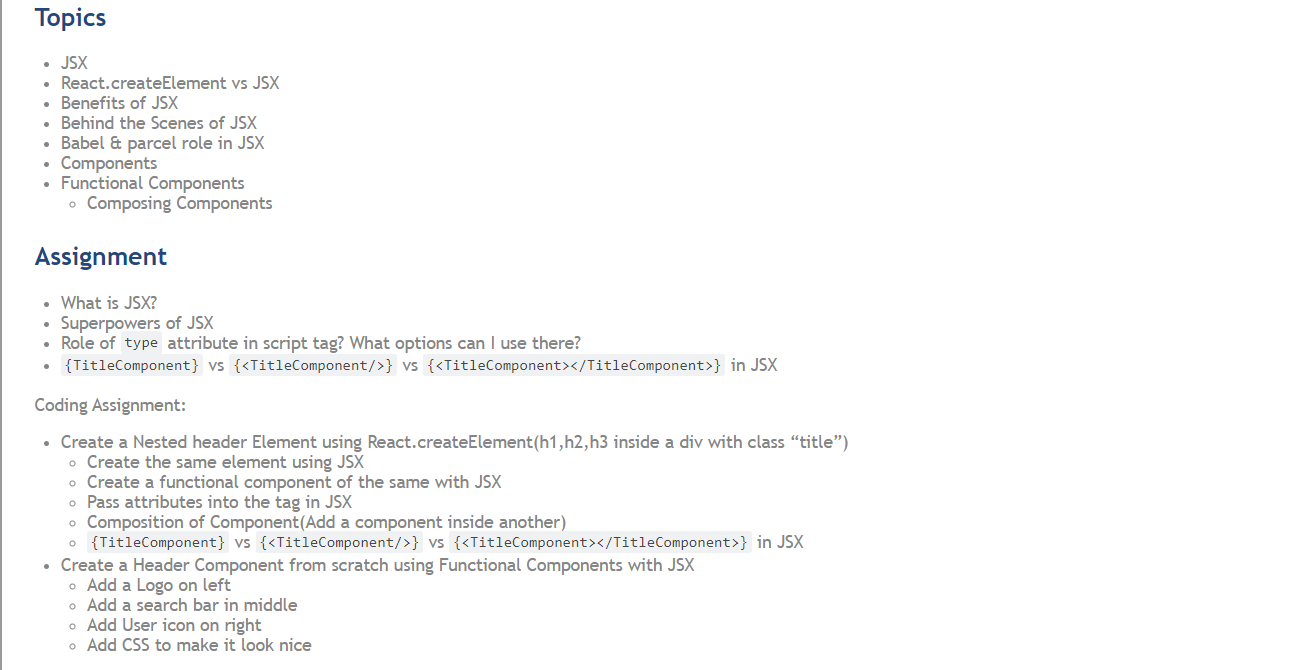 Topics
JSX
React.createElement vs JSX
Benefits of JSX
Behind the Scenes of JSX
Babel & parcel role in JSX
Components
Functional Components
Composing Components
Assignment
What is JSX?
Superpowers of JSX
Role of type attribute in script tag? What options can I use there?
{TitleComponent} vs {<TitleComponent/>} vs {<TitleComponent></TitleComponent>} in JSX
Coding Assignment:
Create a Nested header Element using React.createElement(h1,h2,h3 inside a div with class “title”)
Create the same element using JSX
Create a functional component of the same with JSX
Pass attributes into the tag in JSX
Composition of Component(Add a component inside another)
{TitleComponent} vs {<TitleComponent/>} vs {<TitleComponent></TitleComponent>} in JSX
Create a Header Component from scratch using Functional Components with JSX
Add a Logo on left
Add a search bar in middle
Add User icon on right
Add CSS to make it look nice